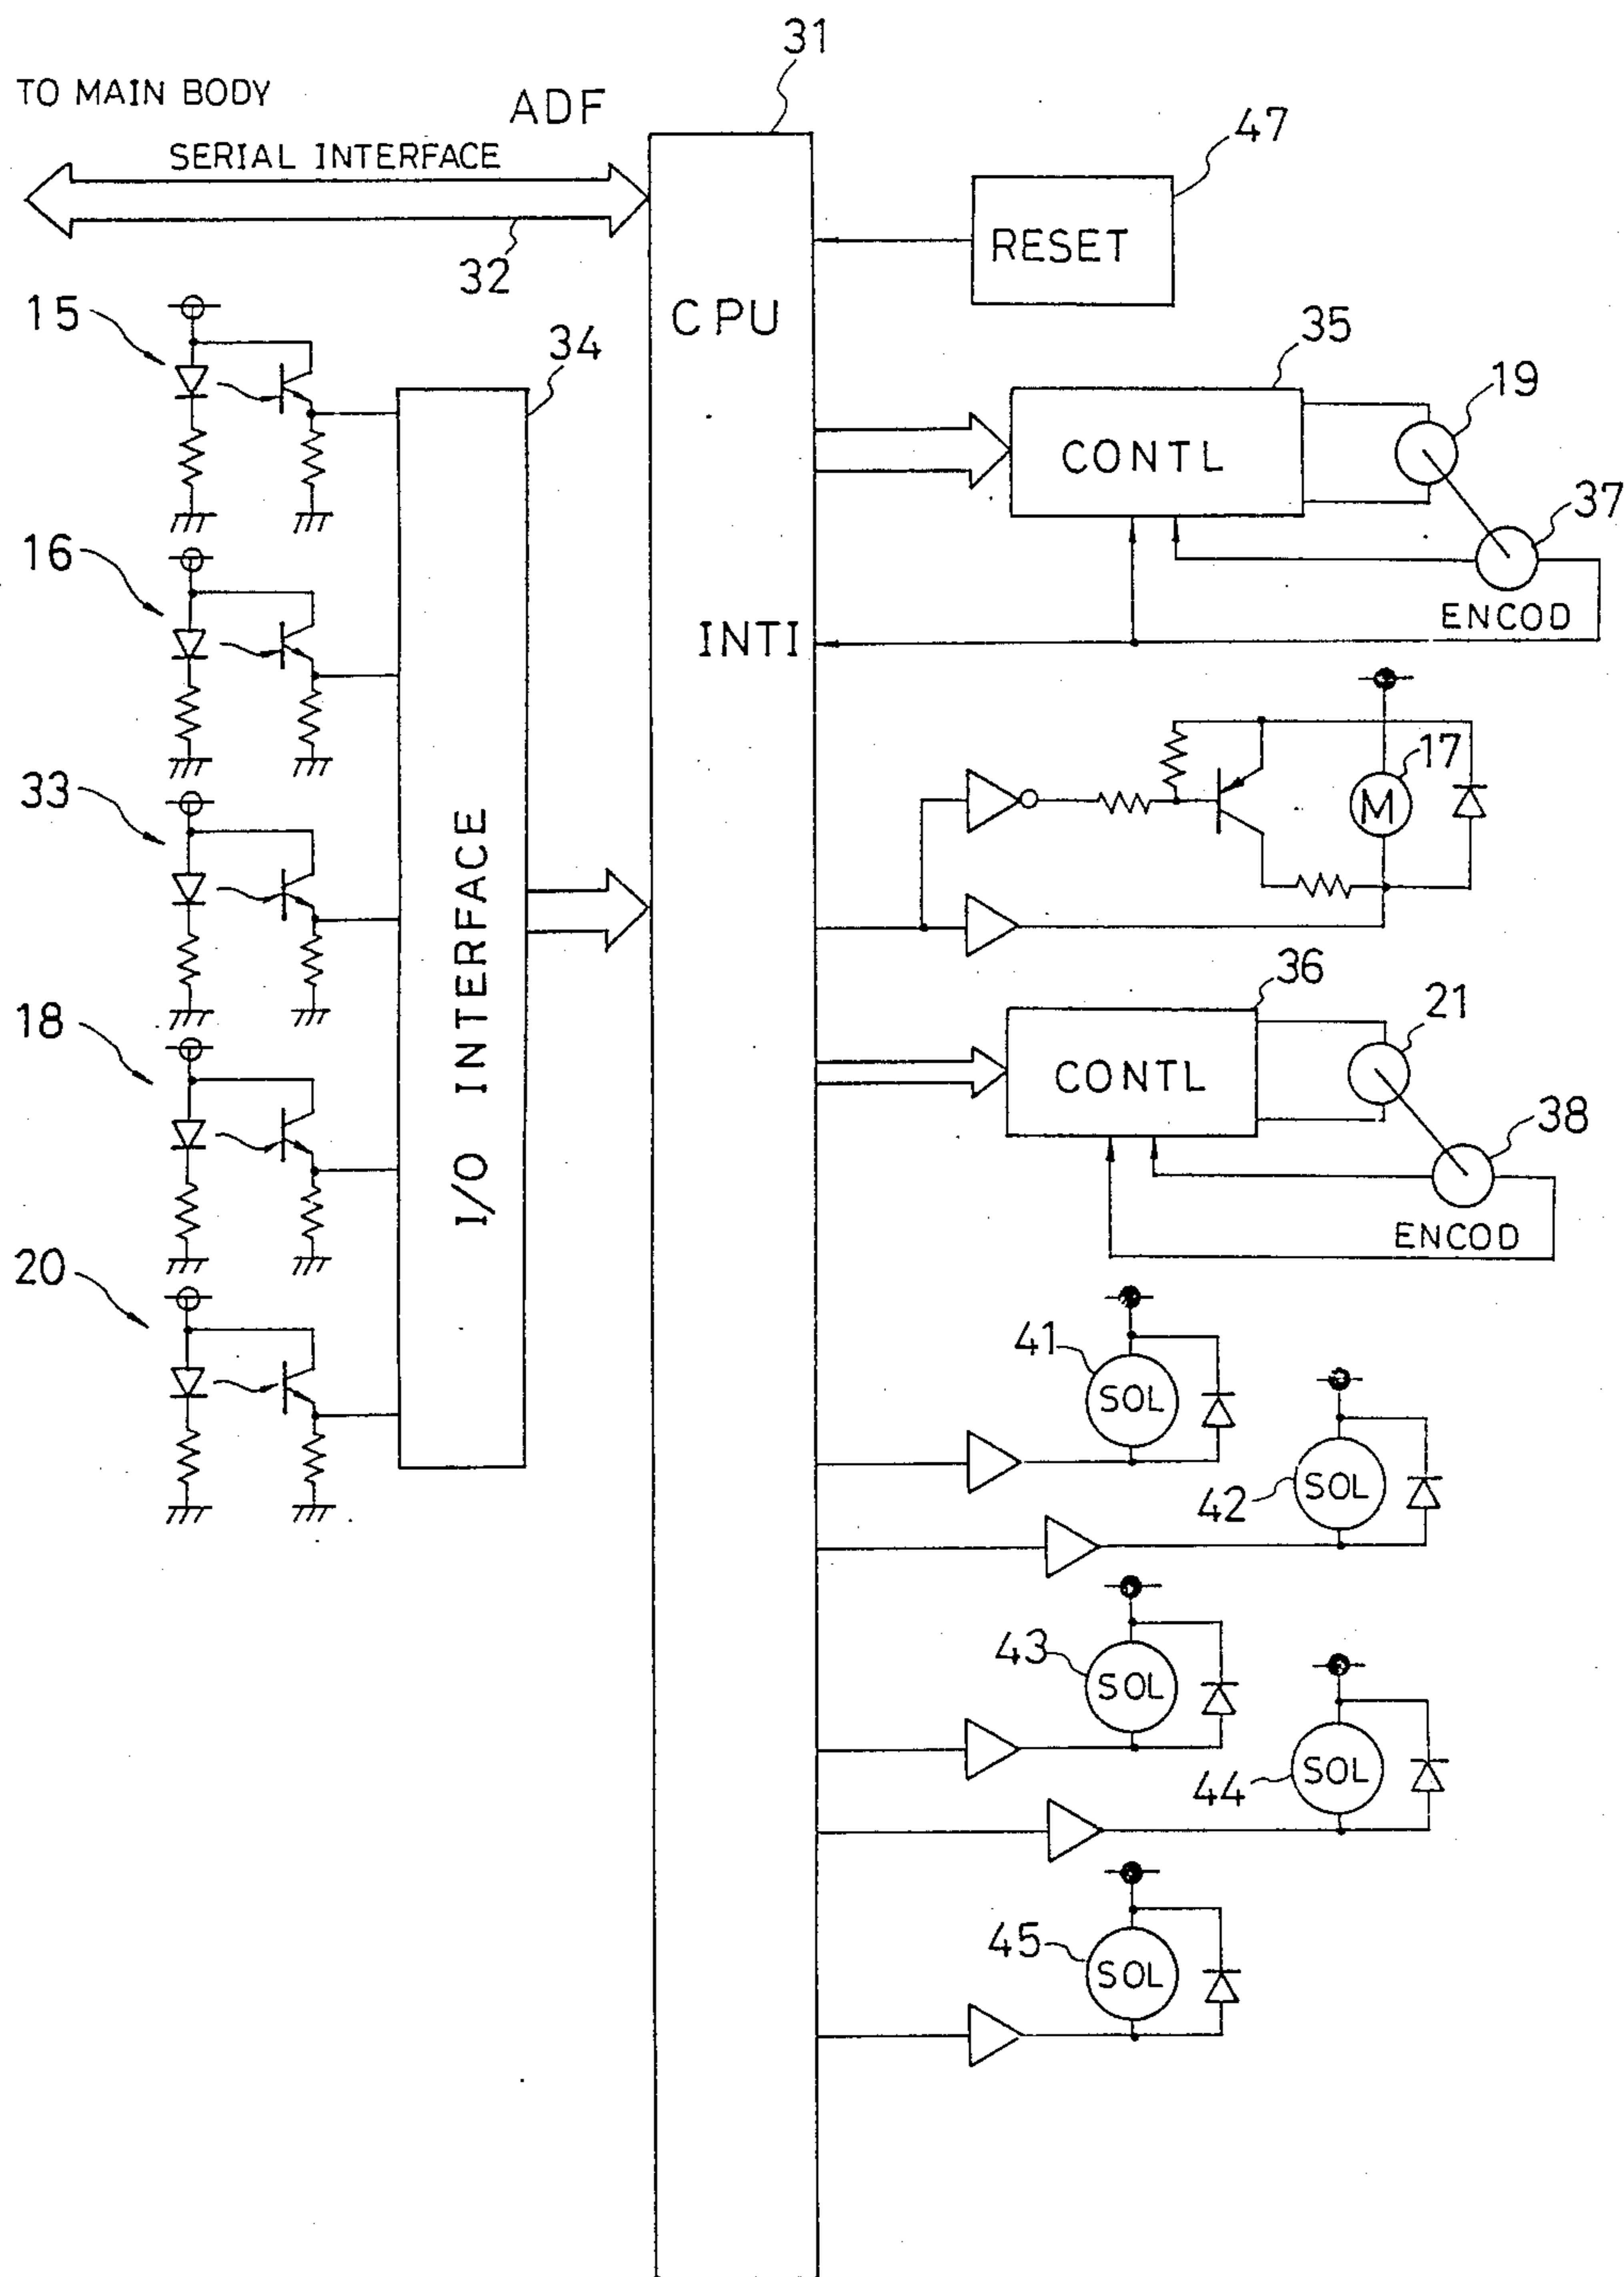 31
TO MAIN BODY
ADF
47
SERIAL INTERFACE
RESET
32
15
CPU
34
35
19
CONTL
37
16
INTI
ENCOD
33
17
M
I/O INTERFACE
36
18
21
CONTL
38
ENCOD
20
41
SOL
42
SOL
43
SOL
44
SOL
45
SOL